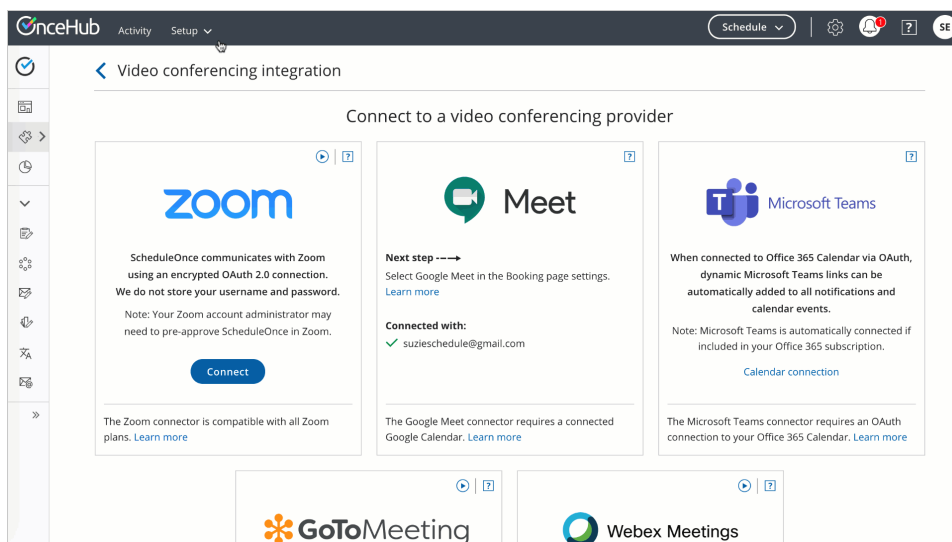 OnceHub Activity Setup Schedule 1 ? SE
Video conferencing integration
Connect to a video conferencing provider
?
zoom
ScheduleOnce communicates with Zoom
using an encrypted OAuth 2.0 connection.
We do not store your username and password.
Note: Your Zoom account administrator may
need to pre-approve ScheduleOnce in Zoom.
Connect
The Zoom connector is compatible with all Zoom
plans. Learn more
?
Meet
Next step
Select Google Meet in the Booking page settings.
Learn more
Connected with:
suzieschedule@gmail.com
The Google Meet connector requires a connected
Google Calendar. Learn more
?
T
Microsoft Teams
When connected to Office 365 Calendar via OAuth,
dynamic Microsoft Teams links can be
automatically added to all notifications and
calendar events.
Note: Microsoft Teams is automatically connected if
included in your Office 365 subscription.
Calendar connection
The Microsoft Teams connector requires an OAuth
connection to your Office 365 Calendar. Learn more
?
GoToMeeting
?
Webex Meetings